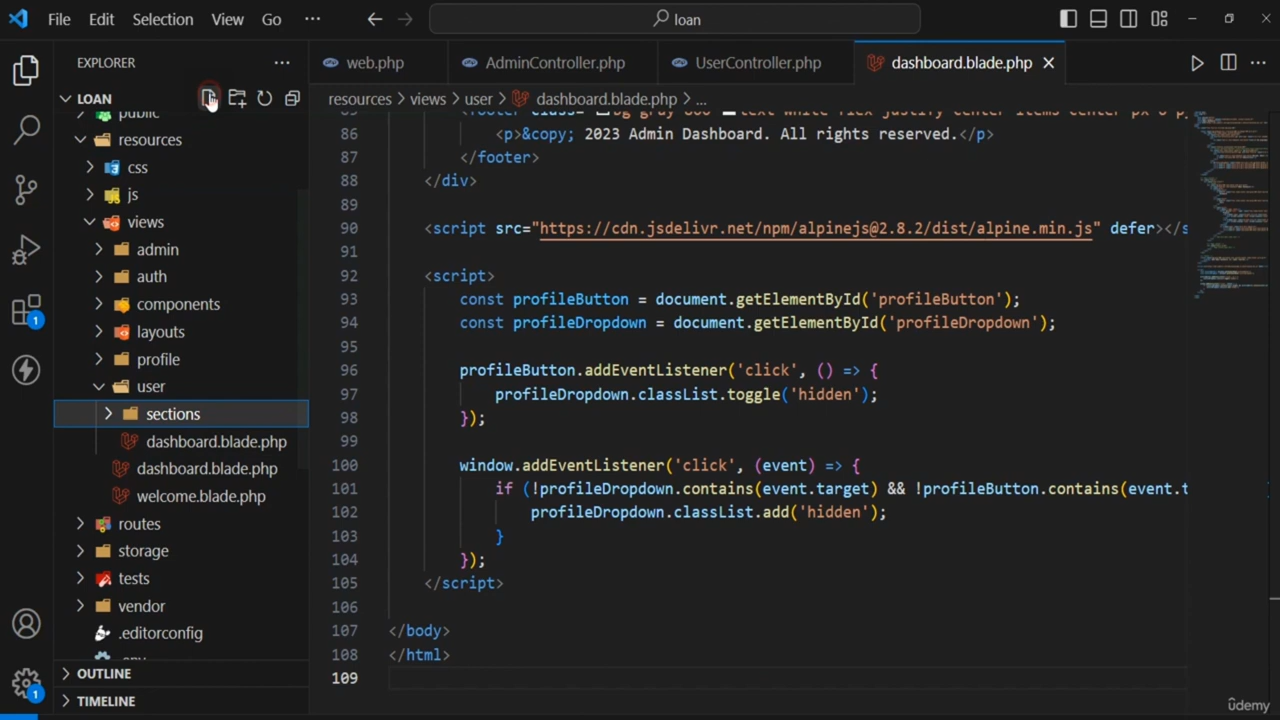 File Edit Selection View Go ··· loan
EXPLORER ···
web.php AdminController.php UserController.php dashboard.blade.php
LOAN
resources > views > user > dashboard.blade.php > ...
public
resources
css
js
views
admin
auth
components
layouts
profile
user
sections
dashboard.blade.php
dashboard.blade.php
welcome.blade.php
routes
storage
tests
vendor
.editorconfig
.env
OUTLINE
TIMELINE
1
1
86 <p>&copy; 2023 Admin Dashboard. All rights reserved.</p>
87 </footer>
88 </div>
89
90 <script src="https://cdn.jsdelivr.net/npm/alpinejs@2.8.2/dist/alpine.min.js" defer></s
91
92 <script>
93 const profileButton = document.getElementById('profileButton');
94 const profileDropdown = document.getElementById('profileDropdown');
95
96 profileButton.addEventListener('click', () => {
97 profileDropdown.classList.toggle('hidden');
98 });
99
100 window.addEventListener('click', (event) => {
101 if (!profileDropdown.contains(event.target) && !profileButton.contains(event.t
102 profileDropdown.classList.add('hidden');
103 }
104 });
105 </script>
106
107 </body>
108 </html>
109
ûdemy